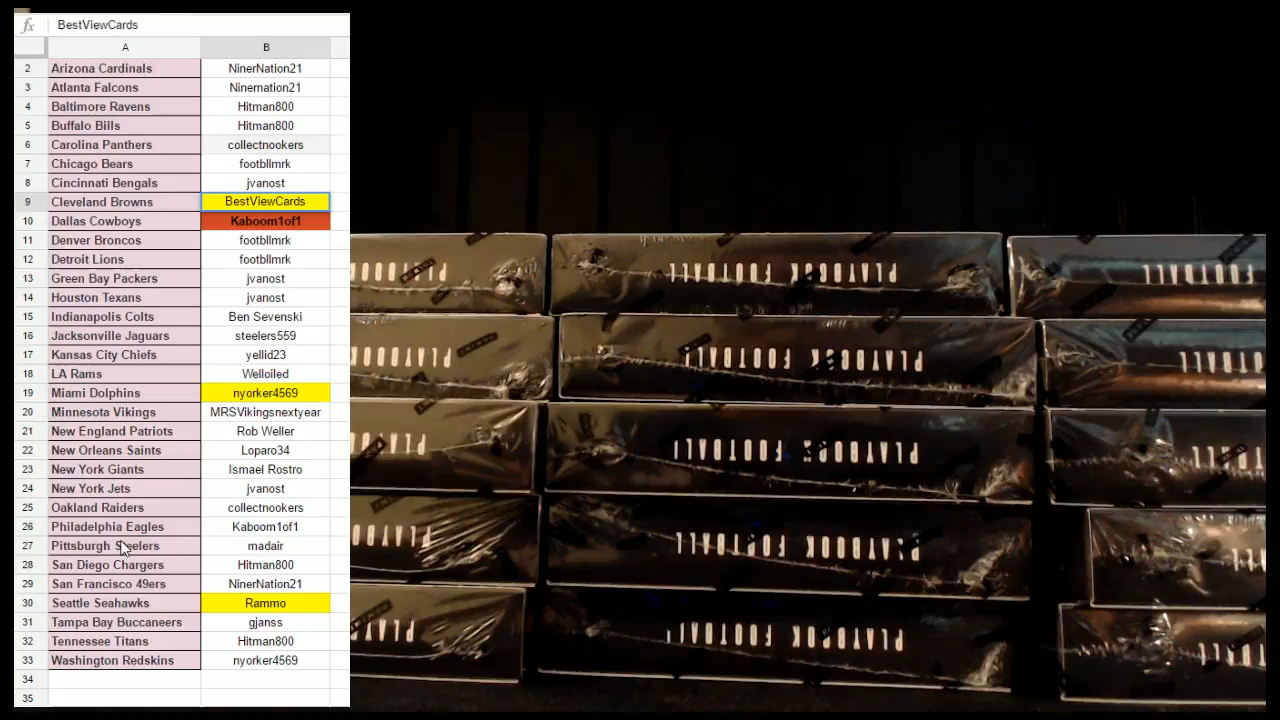 fx BestViewCards
A B
2 Arizona Cardinals NinerNation21
3 Atlanta Falcons Ninernation21
4 Baltimore Ravens Hitman800
5 Buffalo Bills Hitman800
6 Carolina Panthers collectnookers
7 Chicago Bears footbllmrk
8 Cincinnati Bengals jvanost
9 Cleveland Browns BestViewCards
10 Dallas Cowboys Kaboom1of1
11 Denver Broncos footbllmrk
12 Detroit Lions footbllmrk
13 Green Bay Packers jvanost
14 Houston Texans jvanost
15 Indianapolis Colts Ben Sevenski
16 Jacksonville Jaguars steelers559
17 Kansas City Chiefs yellid23
18 LA Rams Welloiled
19 Miami Dolphins nyorker4569
20 Minnesota Vikings MRSVikingsnextyear
21 New England Patriots Rob Weller
22 New Orleans Saints Loparo34
23 New York Giants Ismael Rostro
24 New York Jets jvanost
25 Oakland Raiders collectnookers
26 Philadelphia Eagles Kaboom1of1
27 Pittsburgh Steelers madair
28 San Diego Chargers Hitman800
29 San Francisco 49ers NinerNation21
30 Seattle Seahawks Rammo
31 Tampa Bay Buccaneers gjanss
32 Tennessee Titans Hitman800
33 Washington Redskins nyorker4569
34
35
PLAYBOOK FOOTBALL
PLAYBOOK FOOTBALL
PLAYBOOK FOOTBALL
PLAYBOOK FOOTBALL
PLAYBOOK FOOTBALL